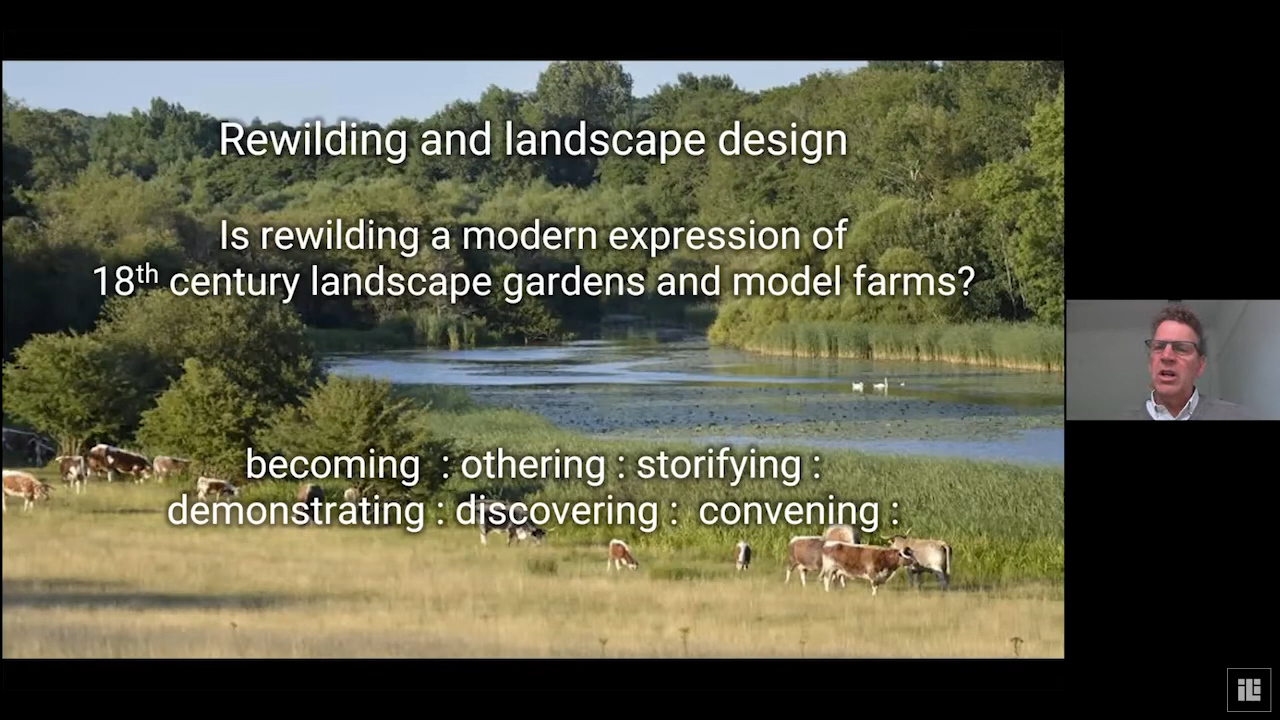 Rewilding and landscape design
Is rewilding a modern expression of
18th century landscape gardens and model farms?
becoming : othering : storifying :
demonstrating : discovering : convening :